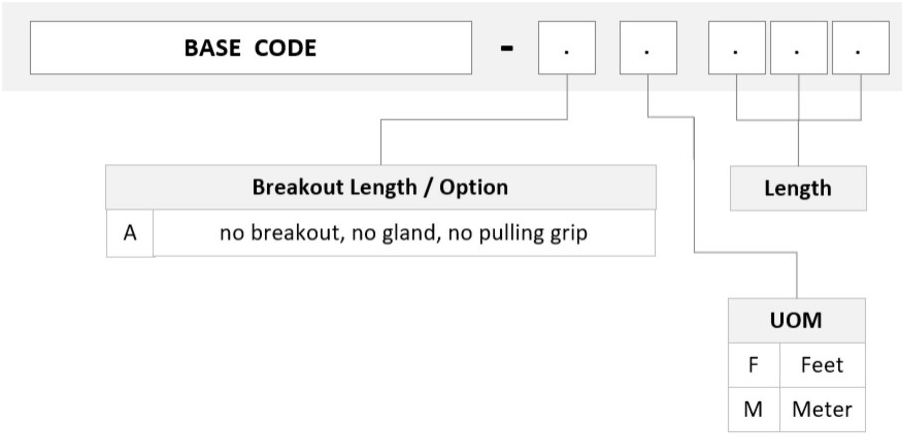 BASE CODE - . . . . .
Breakout Length / Option
A no breakout, no gland, no pulling grip
Length
UOM
F Feet
M Meter